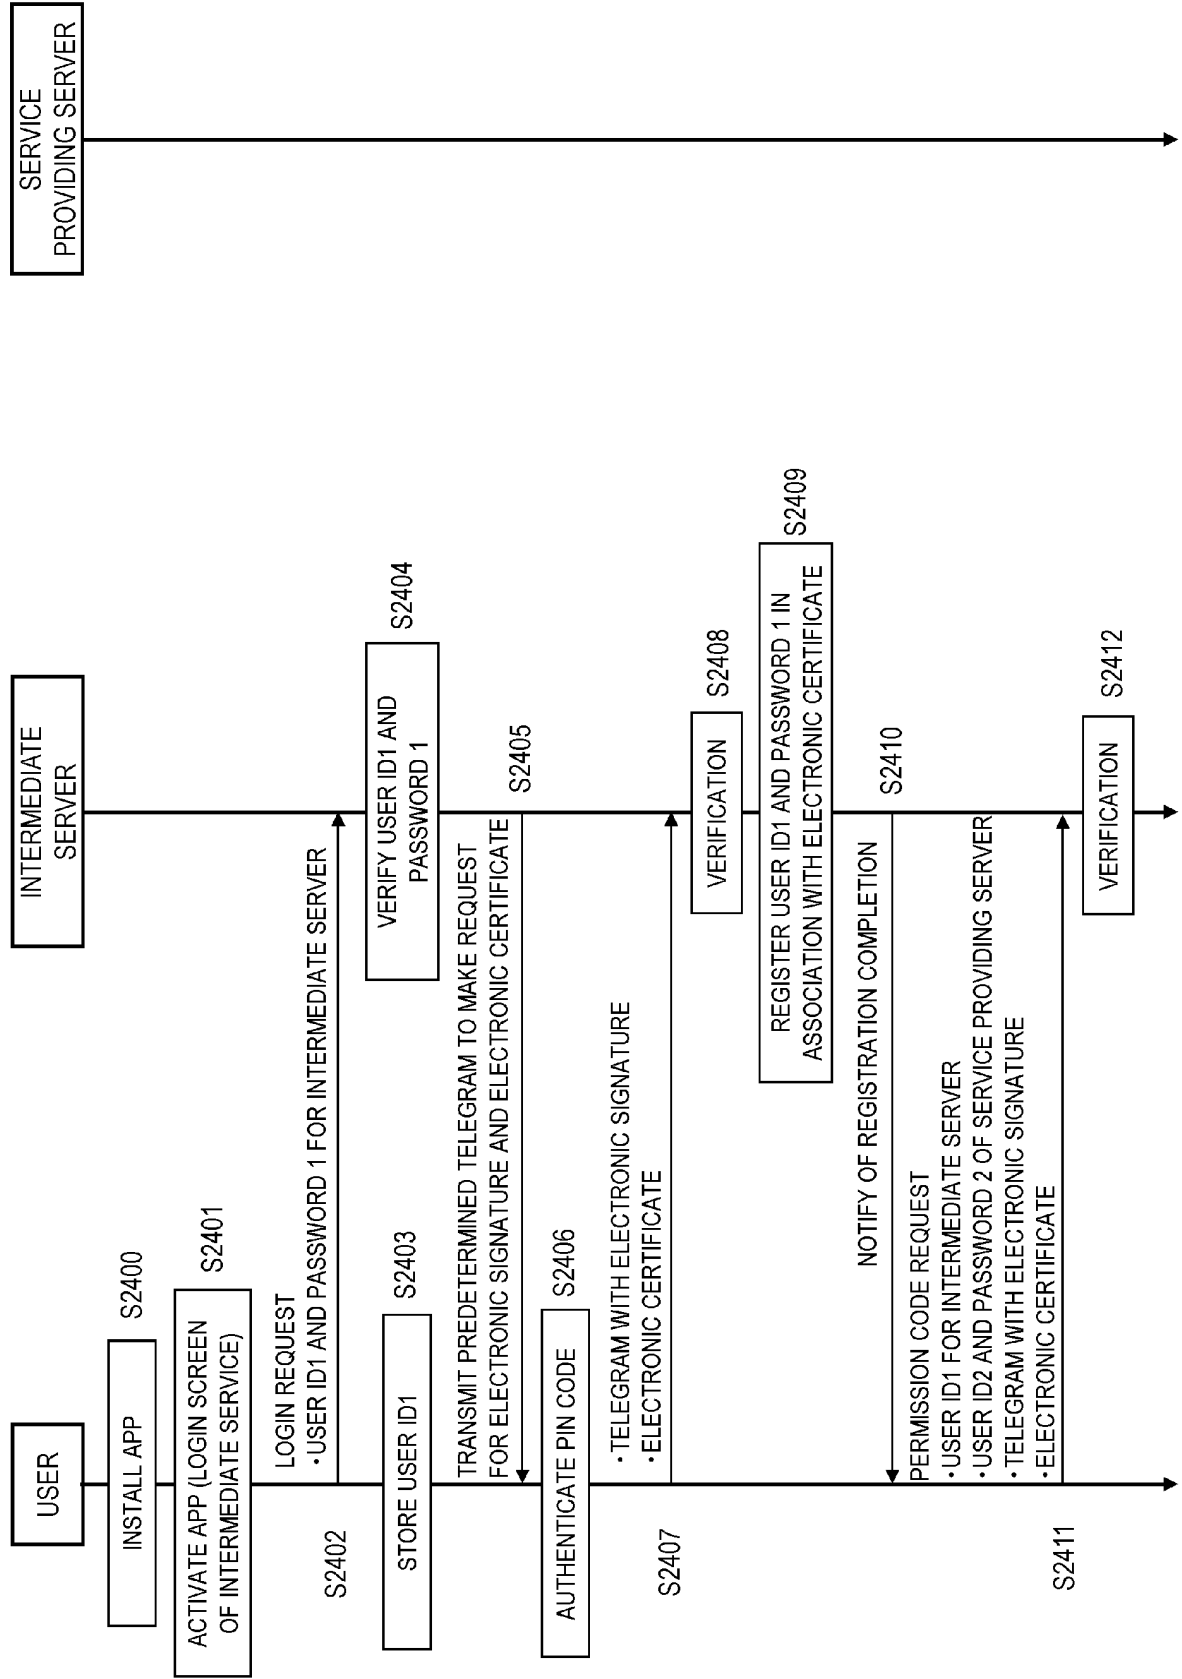 USER
INTERMEDIATE
SERVER
SERVICE
PROVIDING SERVER
INSTALL APP
S2400
ACTIVATE APP (LOGIN SCREEN
OF INTERMEDIATE SERVICE)
S2401
LOGIN REQUEST
・USER ID1 AND PASSWORD 1 FOR INTERMEDIATE SERVER
S2402
STORE USER ID1
S2403
VERIFY USER ID1 AND
PASSWORD 1
S2404
TRANSMIT PREDETERMINED TELEGRAM TO MAKE REQUEST
FOR ELECTRONIC SIGNATURE AND ELECTRONIC CERTIFICATE
S2405
AUTHENTICATE PIN CODE
S2406
・TELEGRAM WITH ELECTRONIC SIGNATURE
・ELECTRONIC CERTIFICATE
S2407
VERIFICATION
S2408
REGISTER USER ID1 AND PASSWORD 1 IN
ASSOCIATION WITH ELECTRONIC CERTIFICATE
S2409
NOTIFY OF REGISTRATION COMPLETION
S2410
PERMISSION CODE REQUEST
・USER ID1 FOR INTERMEDIATE SERVER
・USER ID2 AND PASSWORD 2 OF SERVICE PROVIDING SERVER
・TELEGRAM WITH ELECTRONIC SIGNATURE
・ELECTRONIC CERTIFICATE
S2411
VERIFICATION
S2412